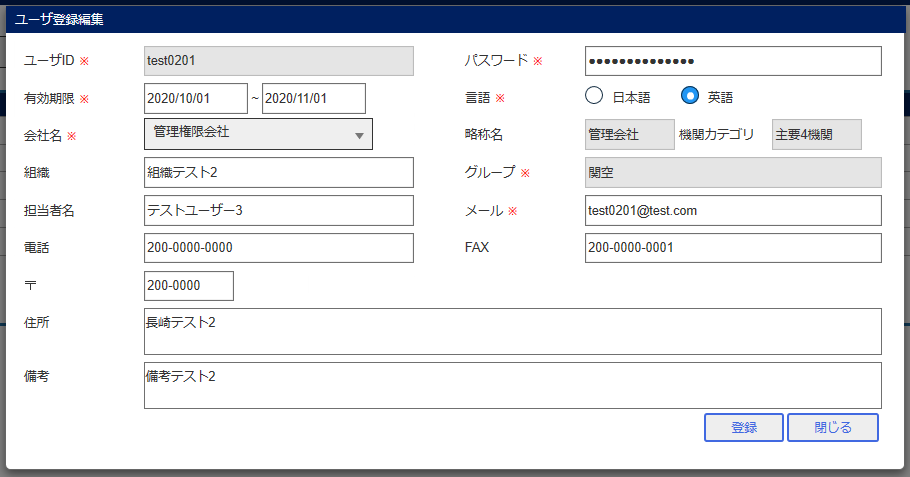 ユーザ登録編集
ユーザID ※ test0201 パスワード ※ ●●●●●●●●●●●●●●
有効期限 ※ 2020/10/01 ~ 2020/11/01 言語 ※ 日本語 英語
会社名 ※ 管理権限会社 略称名 管理会社 機関カテゴリ 主要4機関
組織 組織テスト2 グループ ※ 関空
担当者名 テストユーザー3 メール ※ test0201@test.com
電話 200-0000-0000 FAX 200-0000-0001
〒 200-0000
住所 長崎テスト2
備考 備考テスト2
登録 閉じる